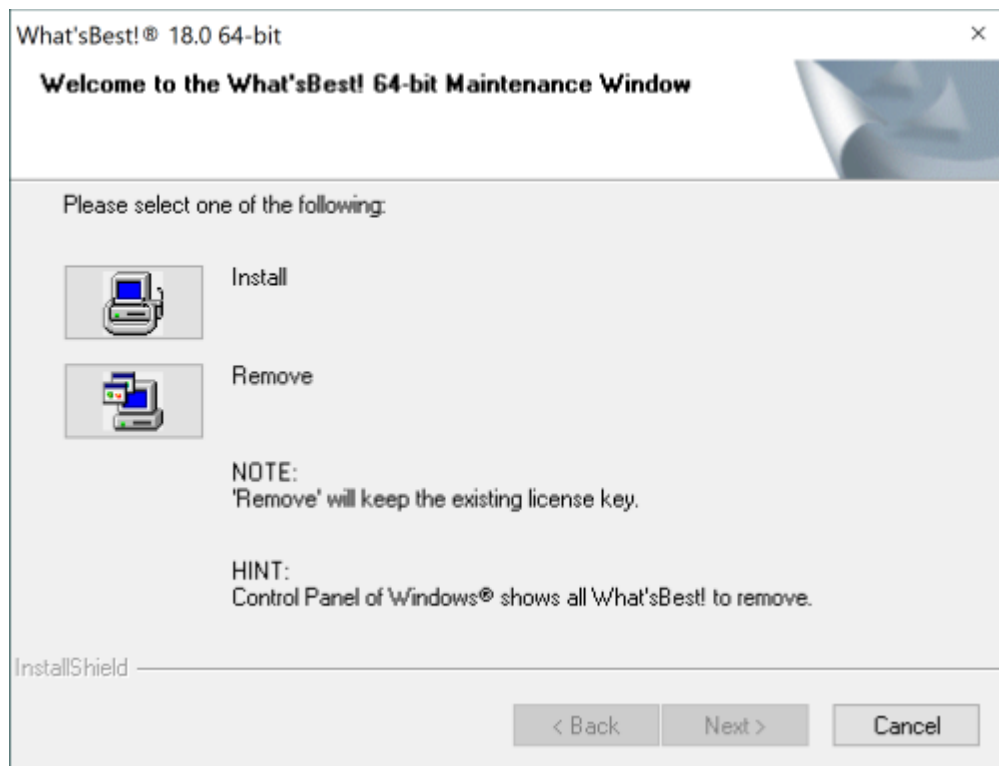 What'sBest!® 18.0 64-bit
Welcome to the What'sBest! 64-bit Maintenance Window
Please select one of the following:
Install
Remove
NOTE:
'Remove' will keep the existing license key.
HINT:
Control Panel of Windows® shows all What'sBest! to remove.
InstallShield
< Back
Next >
Cancel